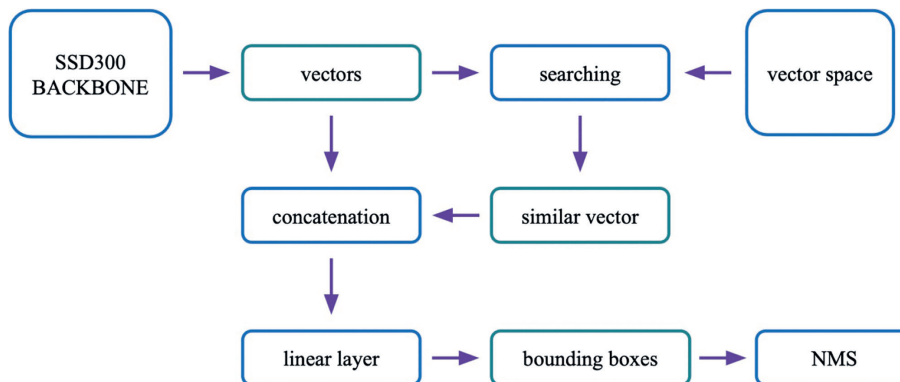 SSD300
BACKBONE
vectors
searching
vector space
concatenation
similar vector
linear layer
bounding boxes
NMS